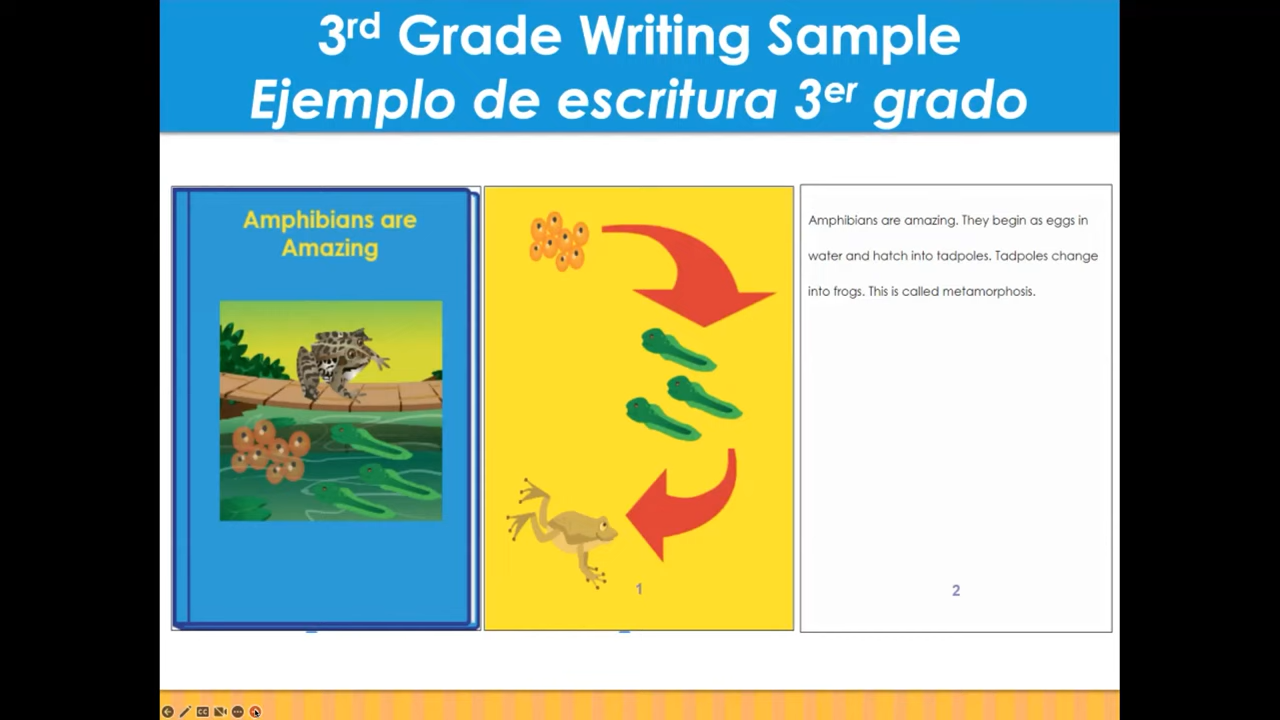 3rd Grade Writing Sample
Ejemplo de escritura 3er grado
Amphibians are
Amazing
1
Amphibians are amazing. They begin as eggs in
water and hatch into tadpoles. Tadpoles change
into frogs. This is called metamorphosis.
2